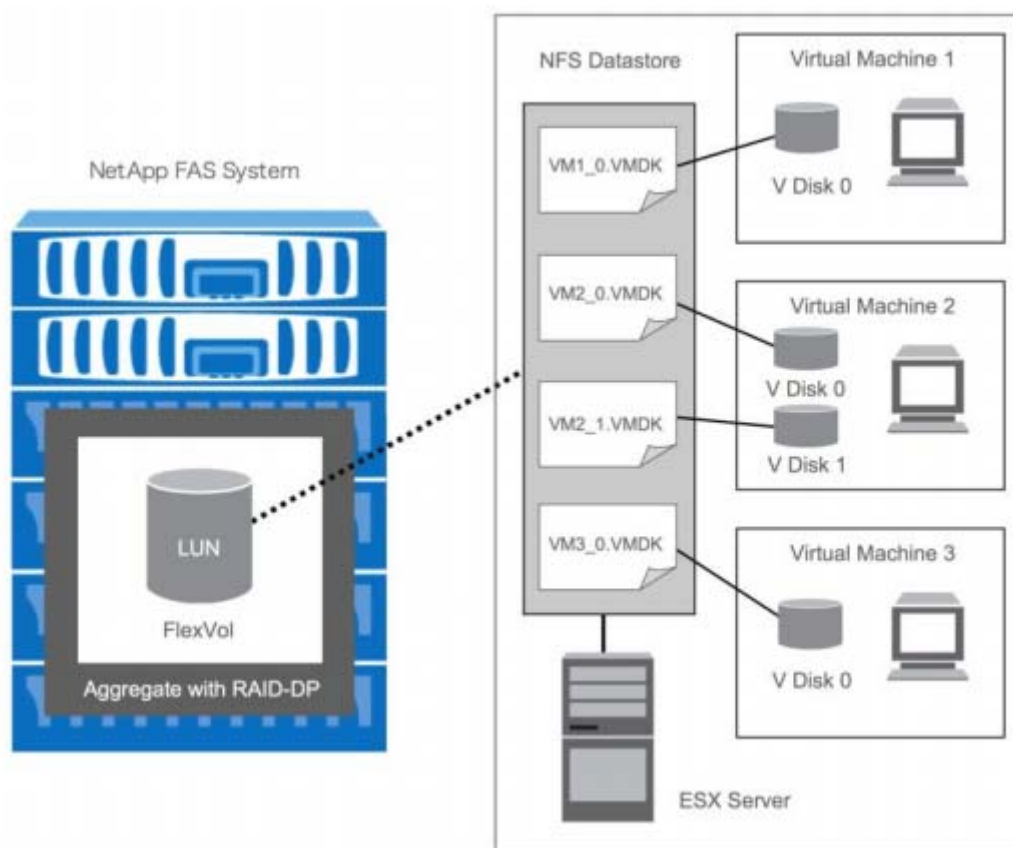 NetApp FAS System
LUN
FlexVol
Aggregate with RAID-DP
NFS Datastore
VM1_0.VMDK
VM2_0.VMDK
VM2_1.VMDK
VM3_0.VMDK
ESX Server
Virtual Machine 1
V Disk 0
Virtual Machine 2
V Disk 0
V Disk 1
Virtual Machine 3
V Disk 0